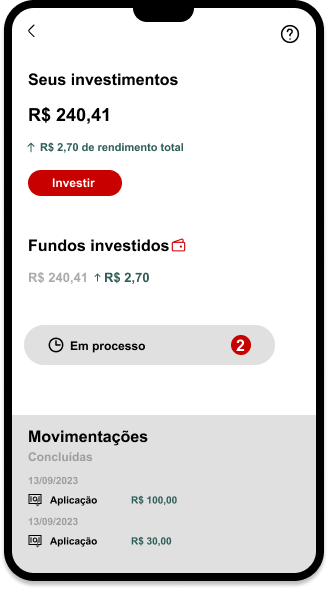 Seus investimentos
R$ 240,41
↑ R$ 2,70 de rendimento total
Investir
Fundos investidos
R$ 240,41 ↑ R$ 2,70
Em processo 2
Movimentações
Concluídas
13/09/2023
Aplicação R$ 100,00
13/09/2023
Aplicação R$ 30,00